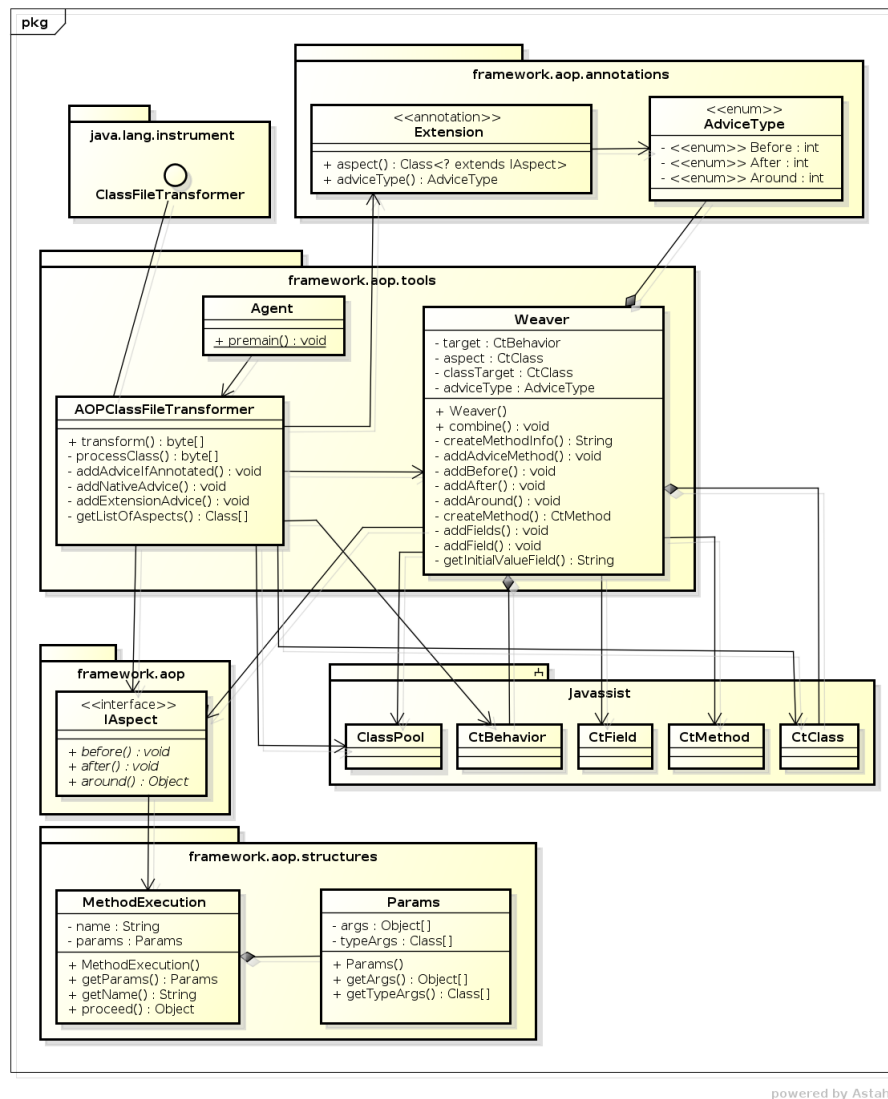 pkg
framework.aop.annotations
<<annotation>>
Extension
+ aspect() : Class<? extends IAspect>
+ adviceType() : AdviceType
<<enum>>
AdviceType
- <<enum>> Before : int
- <<enum>> After : int
- <<enum>> Around : int
java.lang.instrument
ClassFileTransformer
framework.aop.tools
Agent
+ premain() : void
Weaver
- target : CtBehavior
- aspect : CtClass
- classTarget : CtClass
- adviceType : AdviceType
+ Weaver()
+ combine() : void
- createMethodInfo() : String
- addAdviceMethod() : void
- addBefore() : void
- addAfter() : void
- addAround() : void
- createMethod() : CtMethod
- addFields() : void
- addField() : void
- getInitialValueField() : String
AOPClassFileTransformer
+ transform() : byte[]
- processClass() : byte[]
- addAdviceIfAnnotated() : void
- addNativeAdvice() : void
- addExtensionAdvice() : void
- getListOfAspects() : Class[]
framework.aop
<<interface>>
IAspect
+ before() : void
+ after() : void
+ around() : Object
Javassist
ClassPool
CtBehavior
CtField
CtMethod
CtClass
framework.aop.structures
MethodExecution
- name : String
- params : Params
+ MethodExecution()
+ getParams() : Params
+ getName() : String
+ proceed() : Object
Params
- args : Object[]
- typeArgs : Class[]
+ Params()
+ getArgs() : Object[]
+ getTypeArgs() : Class[]
powered by Astah